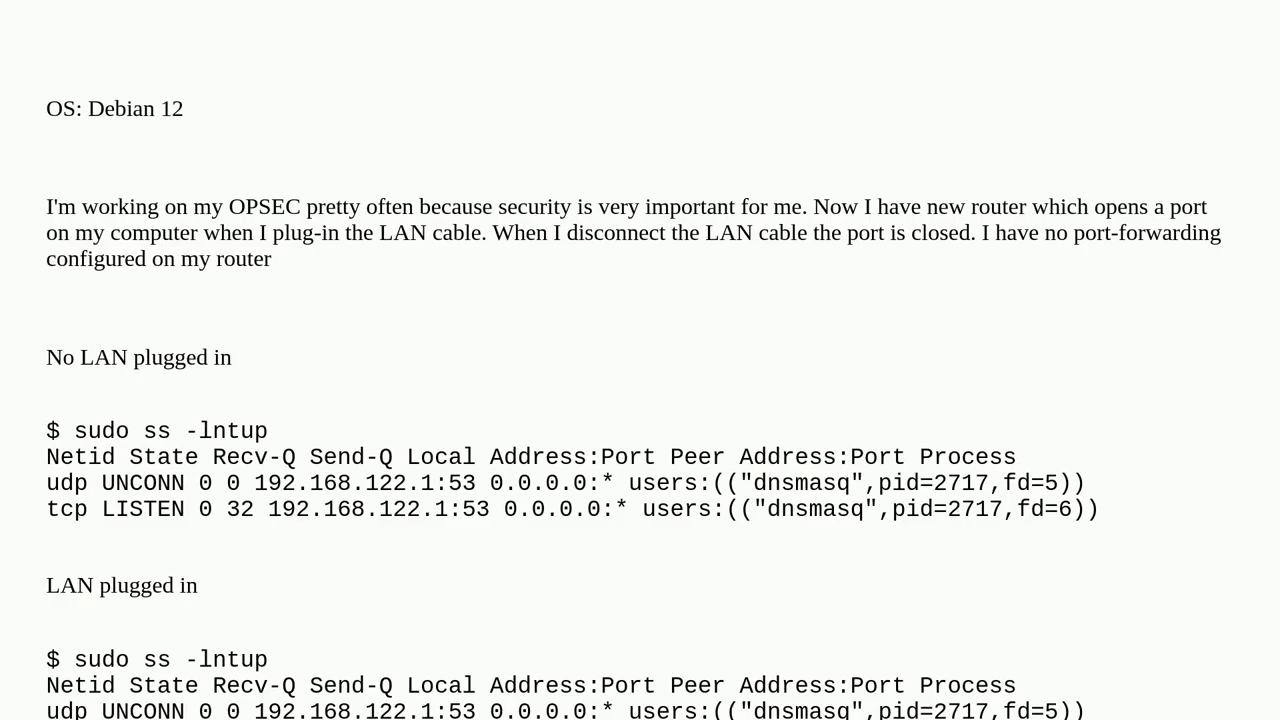 OS: Debian 12
I'm working on my OPSEC pretty often because security is very important for me. Now I have new router which opens a port
on my computer when I plug-in the LAN cable. When I disconnect the LAN cable the port is closed. I have no port-forwarding
configured on my router
No LAN plugged in
$ sudo ss -lntup
Netid State Recv-Q Send-Q Local Address:Port Peer Address:Port Process
udp UNCONN 0 0 192.168.122.1:53 0.0.0.0:* users:(("dnsmasq",pid=2717,fd=5))
tcp LISTEN 0 32 192.168.122.1:53 0.0.0.0:* users:(("dnsmasq",pid=2717,fd=6))
LAN plugged in
$ sudo ss -lntup
Netid State Recv-Q Send-Q Local Address:Port Peer Address:Port Process
udp UNCONN 0 0 192.168.122.1:53 0.0.0.0:* users:(("dnsmasq",pid=2717,fd=5))